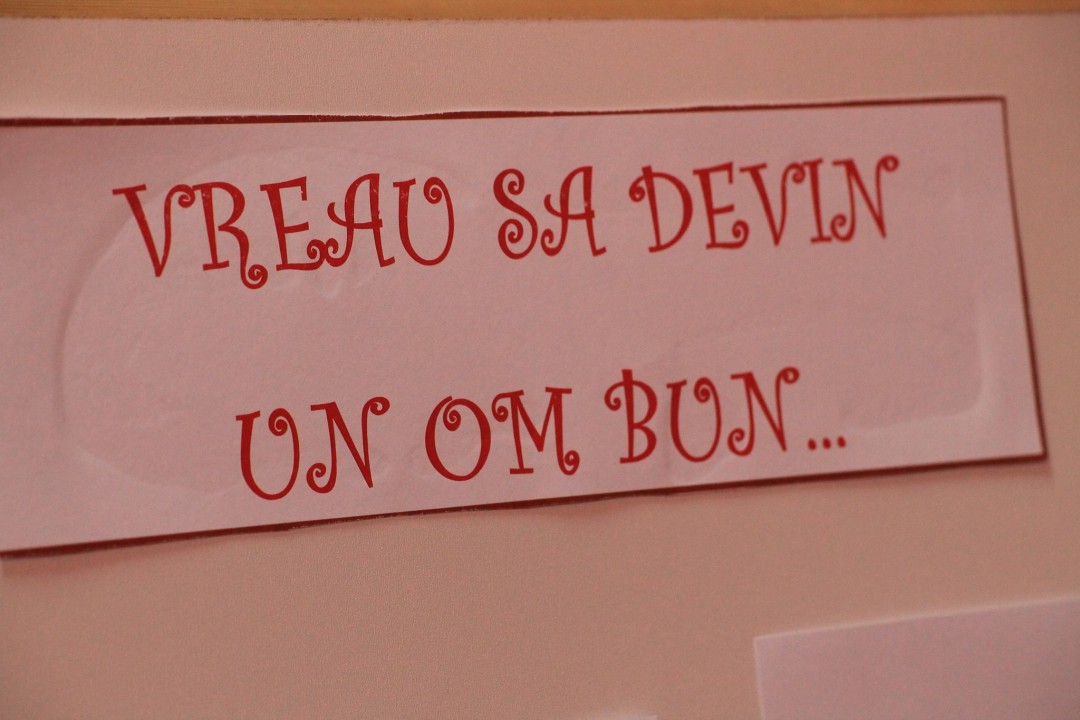 VREAU SA DEVIN
UN OM BUN...